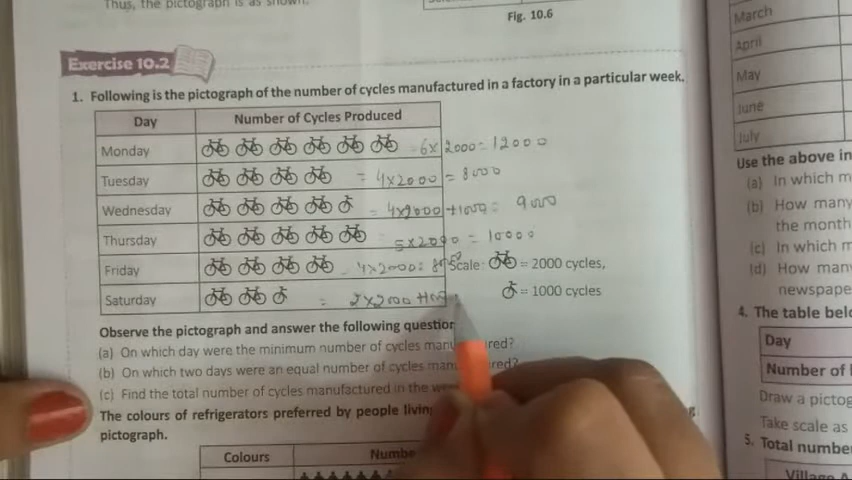 Thus, the pictograph is as shown.
Fig. 10.6
Exercise 10.2
1. Following is the pictograph of the number of cycles manufactured in a factory in a particular week.
Day Number of Cycles Produced
Monday = 6 x 2000 = 12000
Tuesday = 4 x 2000 = 8000
Wednesday = 4 x 2000 + 1000 = 9000
Thursday 5 x 2000 = 10000
Friday 4 x 2000 = 8000 Scale: = 2000 cycles,
Saturday = 2 x 2000 + = 1000 cycles
Observe the pictograph and answer the following
(a) On which day were the minimum number of cycles
(b) On which two days were an equal number of cycles
(c) Find the total number of cycles manufactured in the
The colours of refrigerators preferred by people
pictograph.
Colours
March
April
May
June
July
Use the above in
(a) In which m
(b) How many
the month
(c) In which m
(d) How man
newspape
4. The table belo
Day
Number of
Draw a pictog
Take scale as
5. Total numbe
Village